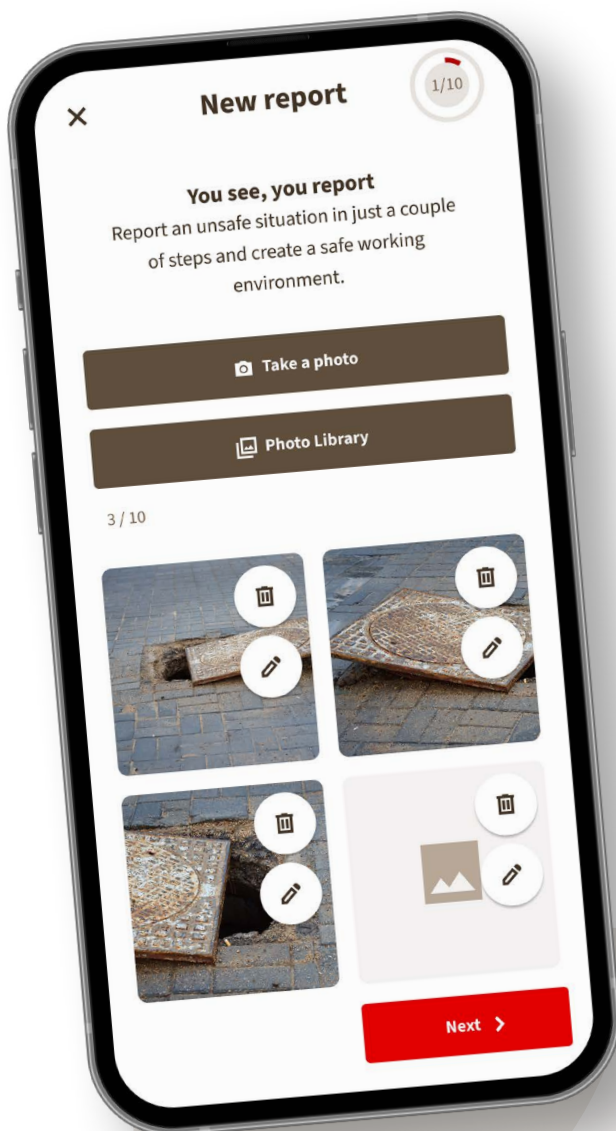 New report
1/10
You see, you report
Report an unsafe situation in just a couple
of steps and create a safe working
environment.
Take a photo
Photo Library
3 / 10
Next